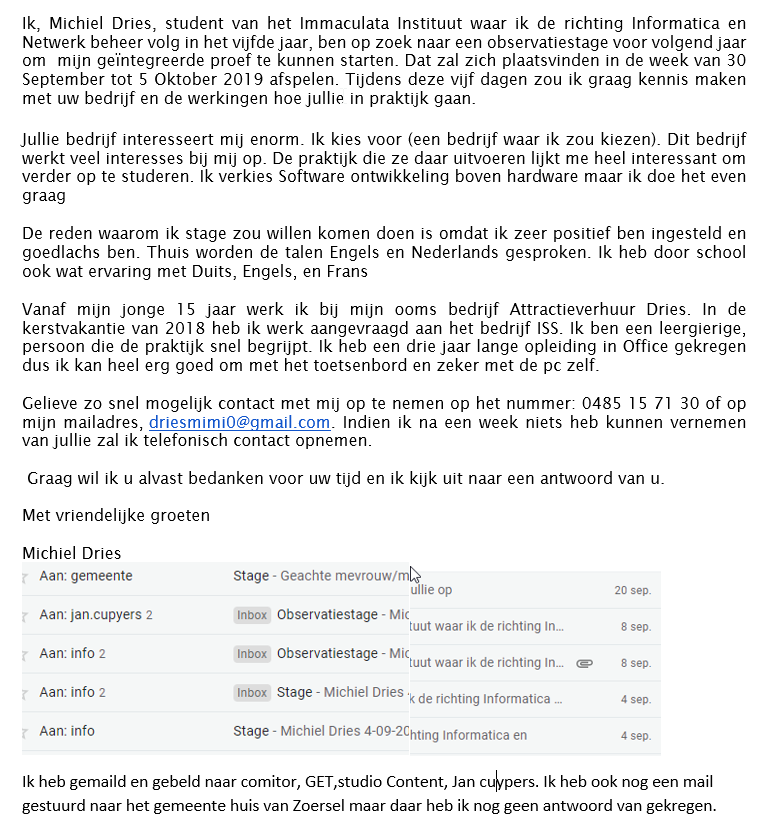 Ik, Michiel Dries, student van het Immaculata Instituut waar ik de richting Informatica en
Netwerk beheer volg in het vijfde jaar, ben op zoek naar een observatiestage voor volgend jaar
om mijn geïntegreerde proef te kunnen starten. Dat zal zich plaatsvinden in de week van 30
September tot 5 Oktober 2019 afspelen. Tijdens deze vijf dagen zou ik graag kennis maken
met uw bedrijf en de werkingen hoe jullie in praktijk gaan.
Jullie bedrijf interesseert mij enorm. Ik kies voor (een bedrijf waar ik zou kiezen). Dit bedrijf
werkt veel interesses bij mij op. De praktijk die ze daar uitvoeren lijkt me heel interessant om
verder op te studeren. Ik verkies Software ontwikkeling boven hardware maar ik doe het even
graag
De reden waarom ik stage zou willen komen doen is omdat ik zeer positief ben ingesteld en
goedlachs ben. Thuis worden de talen Engels en Nederlands gesproken. Ik heb door school
ook wat ervaring met Duits, Engels, en Frans
Vanaf mijn jonge 15 jaar werk ik bij mijn ooms bedrijf Attractieverhuur Dries. In de
kerstvakantie van 2018 heb ik werk aangevraagd aan het bedrijf ISS. Ik ben een leergierige,
persoon die de praktijk snel begrijpt. Ik heb een drie jaar lange opleiding in Office gekregen
dus ik kan heel erg goed om met het toetsenbord en zeker met de pc zelf.
Gelieve zo snel mogelijk contact met mij op te nemen op het nummer: 0485 15 71 30 of op
mijn mailadres, driesmimi0@gmail.com. Indien ik na een week niets heb kunnen vernemen
van jullie zal ik telefonisch contact opnemen.
Graag wil ik u alvast bedanken voor uw tijd en ik kijk uit naar een antwoord van u.
Met vriendelijke groeten
Michiel Dries
Aan: gemeente Stage - Geachte mevrouw/m
ullie op 20 sep.
Aan: jan.cupyers 2 Inbox Observatiestage - Mic
tuut waar ik de richting In... 8 sep.
Aan: info 2 Inbox Observatiestage - Mic
tuut waar ik de richting In... 8 sep.
Aan: info 2 Inbox Stage - Michiel Dries
k de richting Informatica ... 4 sep.
Aan: info Stage - Michiel Dries 4-09-20
hting Informatica en 4 sep.
Ik heb gemaild en gebeld naar comitor, GET,studio Content, Jan cuypers. Ik heb ook nog een mail
gestuurd naar het gemeente huis van Zoersel maar daar heb ik nog geen antwoord van gekregen.